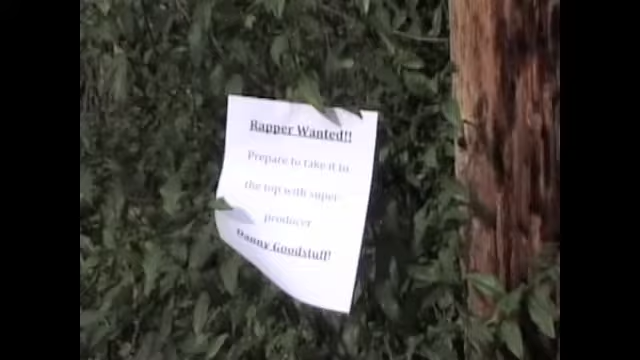 Rapper Wanted!!
Prepare to take it to
the top with super-
producer
Danny Goodstuff!